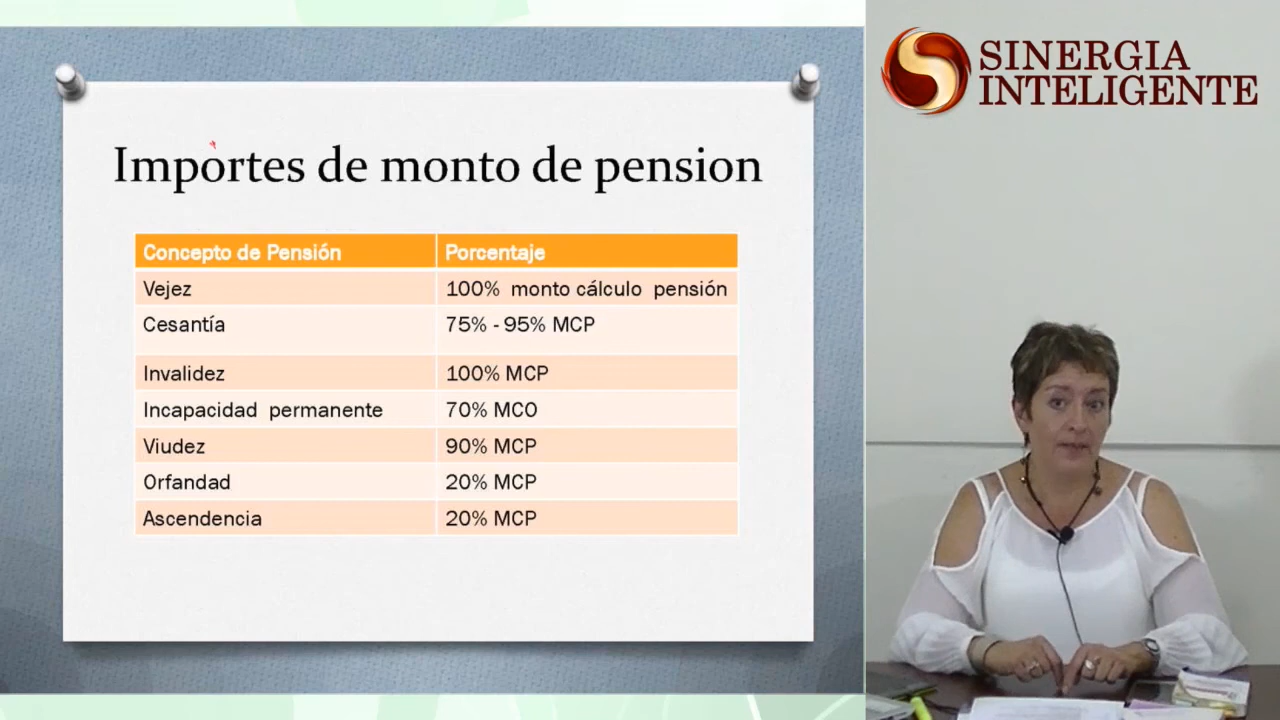 Importes de monto de pension
Concepto de Pensión Porcentaje
Vejez 100% monto cálculo pensión
Cesantía 75% - 95% MCP
Invalidez 100% MCP
Incapacidad permanente 70% MCO
Viudez 90% MCP
Orfandad 20% MCP
Ascendencia 20% MCP
SINERGIA
INTELIGENTE